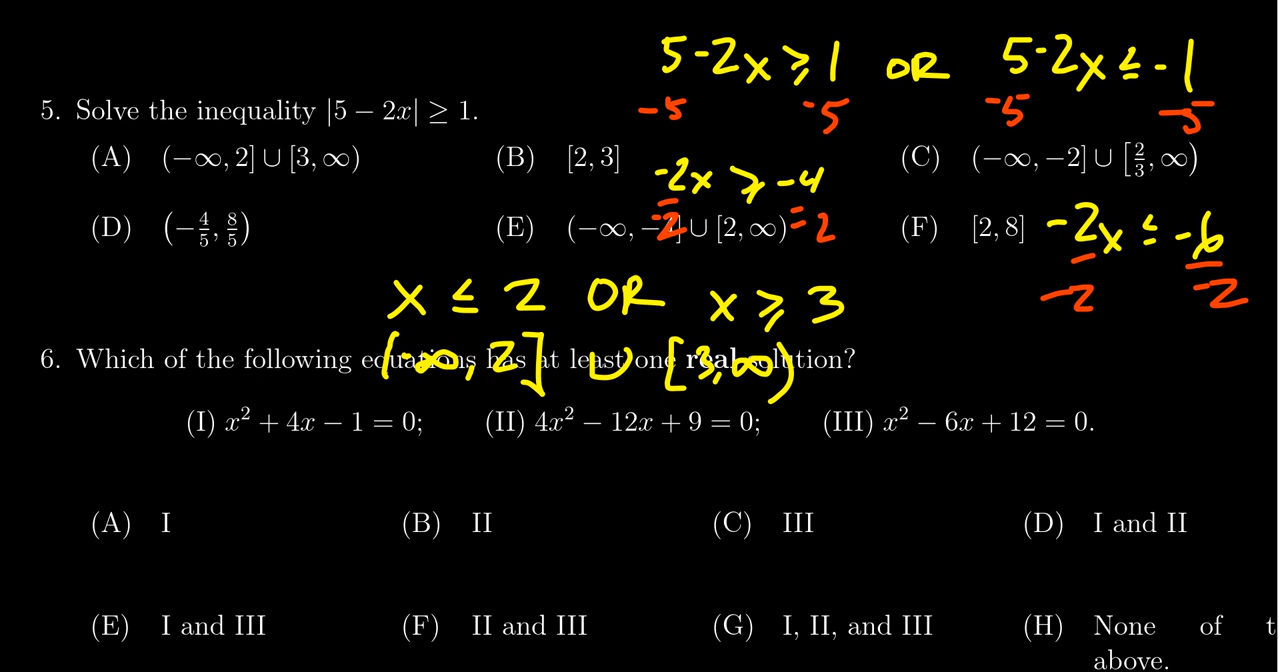 5-2x ≥ 1 OR 5-2x ≤ -1
-5 -5 -5 -5
5. Solve the inequality |5 − 2x| ≥ 1.
(A) (−∞, 2] ∪ [3, ∞) (B) [2, 3] (C) (−∞, −2] ∪ [2/3, ∞)
-2x ≥ -4
-2 -2
(D) (−4/5, 8/5) (E) (−∞, ∪ [2, ∞) (F) [2, 8]
-2x ≤ -6
-2 -2
x ≤ 2 OR x ≥ 3
(-∞, 2] ∪ [3, ∞)
6. Which of the following equations has at least one real solution?
(I) x² + 4x − 1 = 0; (II) 4x² − 12x + 9 = 0; (III) x² − 6x + 12 = 0.
(A) I (B) II (C) III (D) I and II
(E) I and III (F) II and III (G) I, II, and III (H) None of t
above.